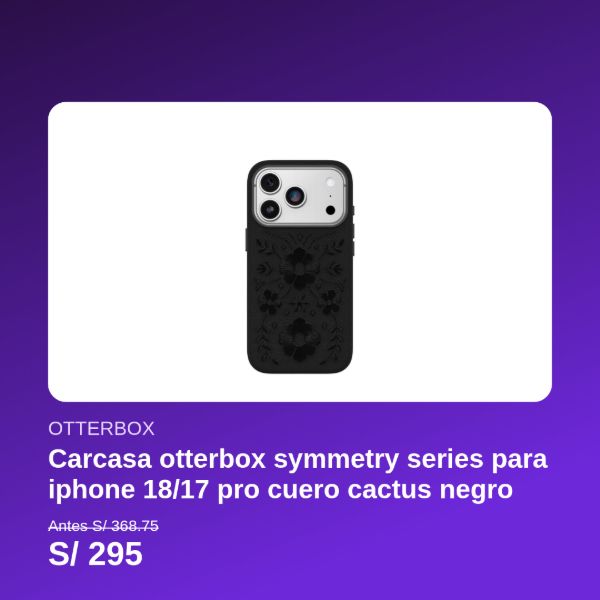 OTTERBOX
Carcasa otterbox symmetry series para
iphone 18/17 pro cuero cactus negro
Antes S/ 368.75
S/ 295